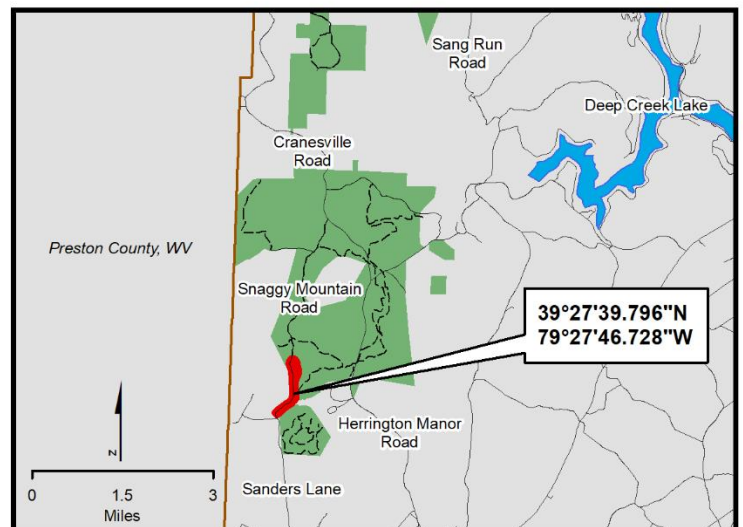 Sang Run
Road
Deep Creek Lake
Cranesville
Road
Preston County, WV
Snaggy Mountain
Road
39°27'39.796"N
79°27'46.728"W
Herrington Manor
Road
N
0 1.5 3
Miles
Sanders Lane